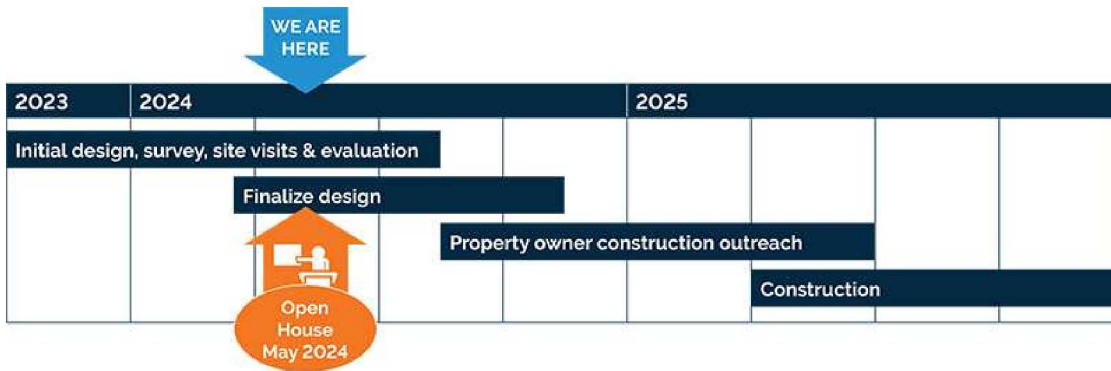 WE ARE
HERE
2023
2024
2025
Initial design, survey, site visits & evaluation
Finalize design
Property owner construction outreach
Construction
Open
House
May 2024